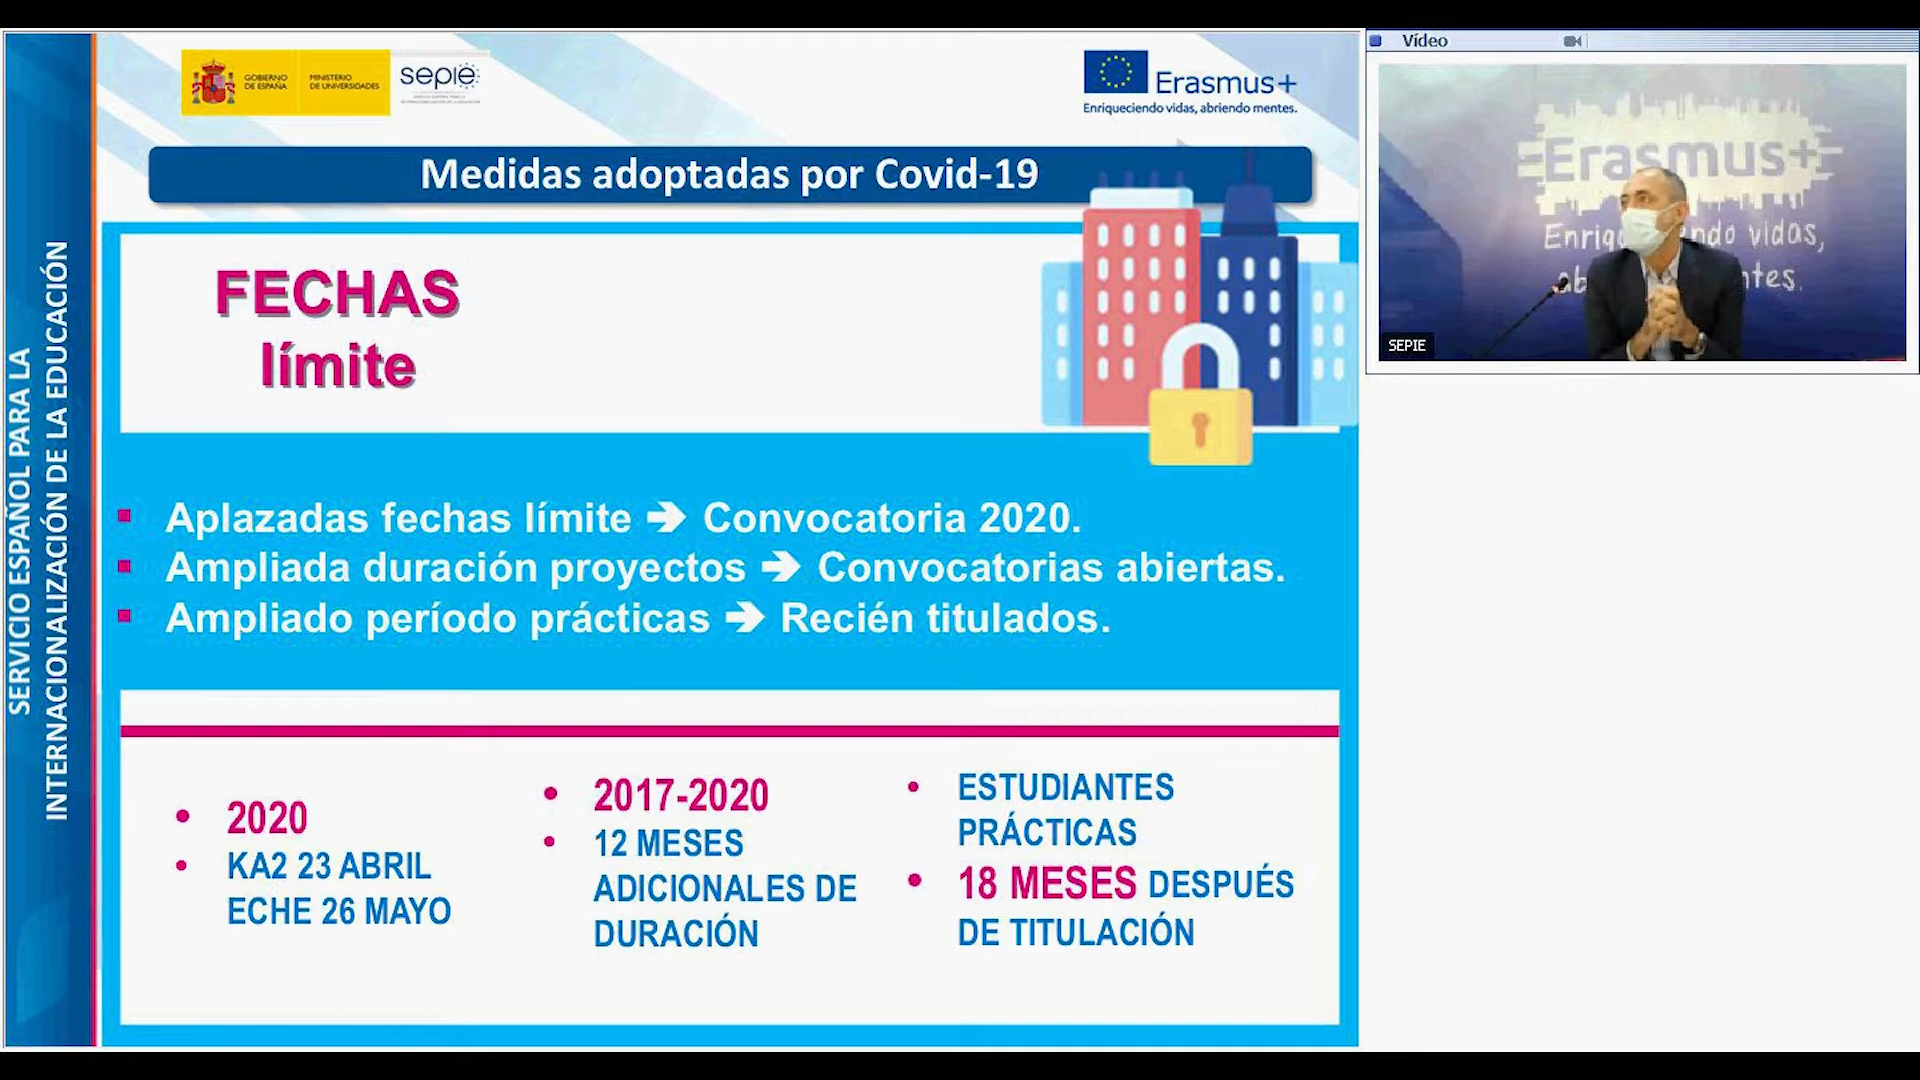 GOBIERNO
DE ESPAÑA
MINISTERIO
DE UNIVERSIDADES
sepie
Erasmus+
Enriqueciendo vidas, abriendo mentes.
Medidas adoptadas por Covid-19
SERVICIO ESPAÑOL PARA LA
INTERNACIONALIZACIÓN DE LA EDUCACIÓN
FECHAS
límite
Aplazadas fechas límite ➔ Convocatoria 2020.
Ampliada duración proyectos ➔ Convocatorias abiertas.
Ampliado período prácticas ➔ Recién titulados.
2020
KA2 23 ABRIL
ECHE 26 MAYO
2017-2020
12 MESES
ADICIONALES DE
DURACIÓN
ESTUDIANTES
PRÁCTICAS
18 MESES DESPUÉS
DE TITULACIÓN
Vídeo
Erasmus+
vidas,
SEPIE